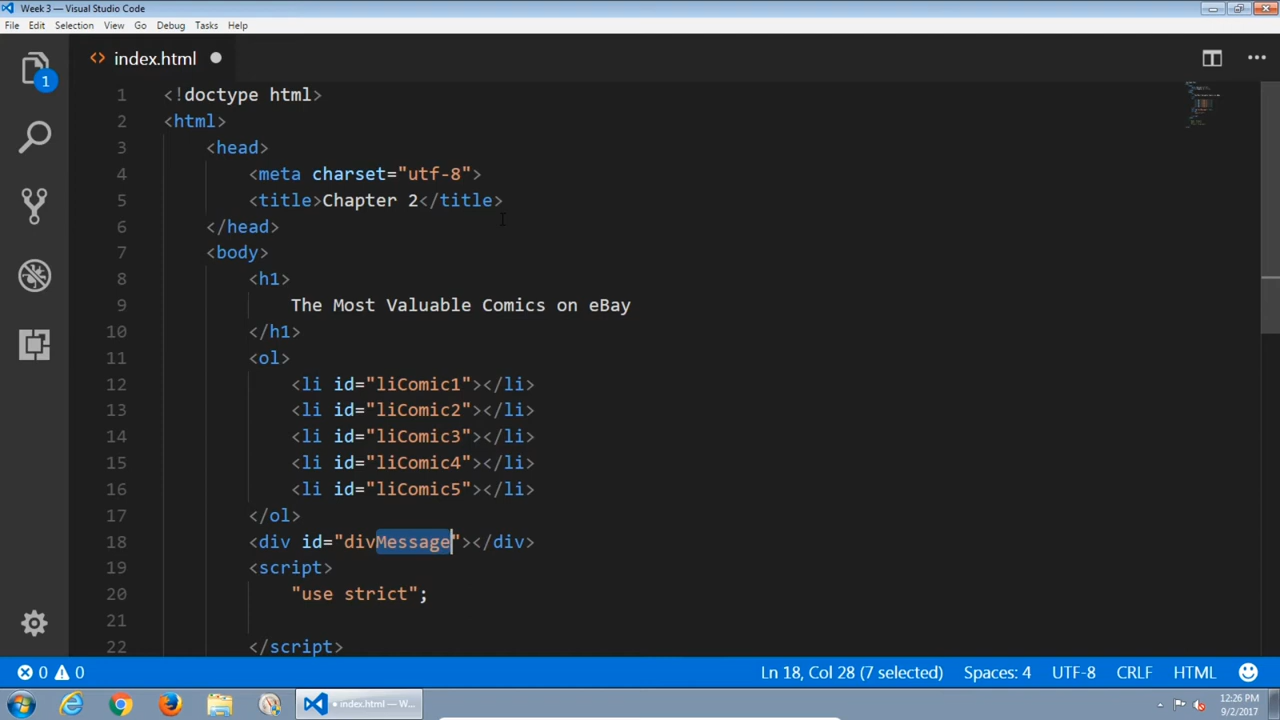 Week 3 — Visual Studio Code
File Edit Selection View Go Debug Tasks Help
index.html
1
1 <!doctype html>
2 <html>
3 <head>
4 <meta charset="utf-8">
5 <title>Chapter 2</title>
6 </head>
7 <body>
8 <h1>
9 The Most Valuable Comics on eBay
10 </h1>
11 <ol>
12 <li id="liComic1"></li>
13 <li id="liComic2"></li>
14 <li id="liComic3"></li>
15 <li id="liComic4"></li>
16 <li id="liComic5"></li>
17 </ol>
18 <div id="divMessage"></div>
19 <script>
20 "use strict";
21
22 </script>
0 0 Ln 18, Col 28 (7 selected) Spaces: 4 UTF-8 CRLF HTML
• index.html — W...
12:26 PM
9/2/2017